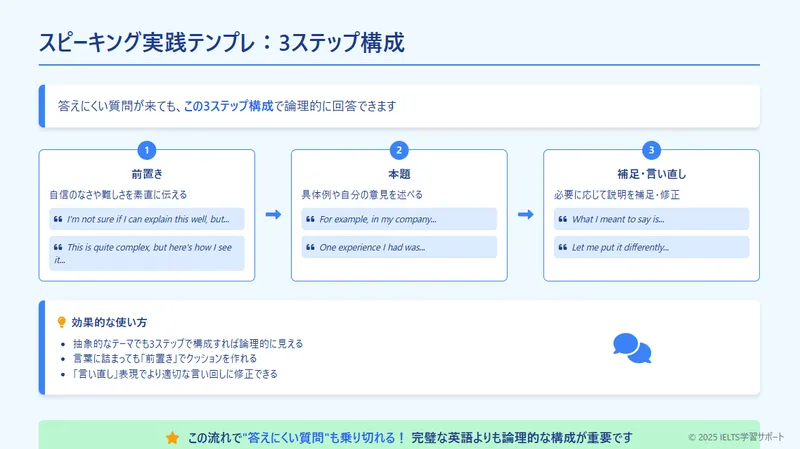 スピーキング実践テンプレ：3ステップ構成
答えにくい質問が来ても、この3ステップ構成で論理的に回答できます
1
前置き
自信のなさや難しさを素直に伝える
I'm not sure if I can explain this well, but...
This is quite complex, but here's how I see
it...
2
本題
具体例や自分の意見を述べる
For example, in my company...
One experience I had was...
3
補足・言い直し
必要に応じて説明を補足・修正
What I meant to say is...
Let me put it differently...
効果的な使い方
抽象的なテーマでも3ステップで構成すれば論理的に見える
言葉に詰まっても「前置き」でクッションを作れる
「言い直し」表現でより適切な言い回しに修正できる
この流れで"答えにくい質問"も乗り切れる！ 完璧な英語よりも論理的な構成が重要です
© 2025 IELTS学習サポート